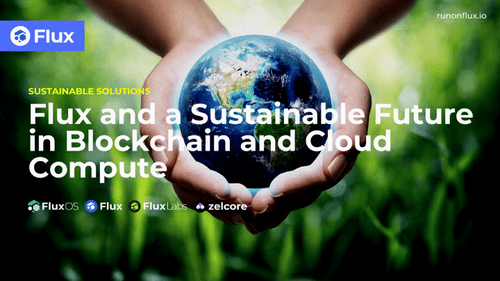 Flux
runonflux.io
SUSTAINABLE SOLUTIONS
Flux and a Sustainable Future
in Blockchain and Cloud
Compute
FluxOS Flux FluxLabs zelcore